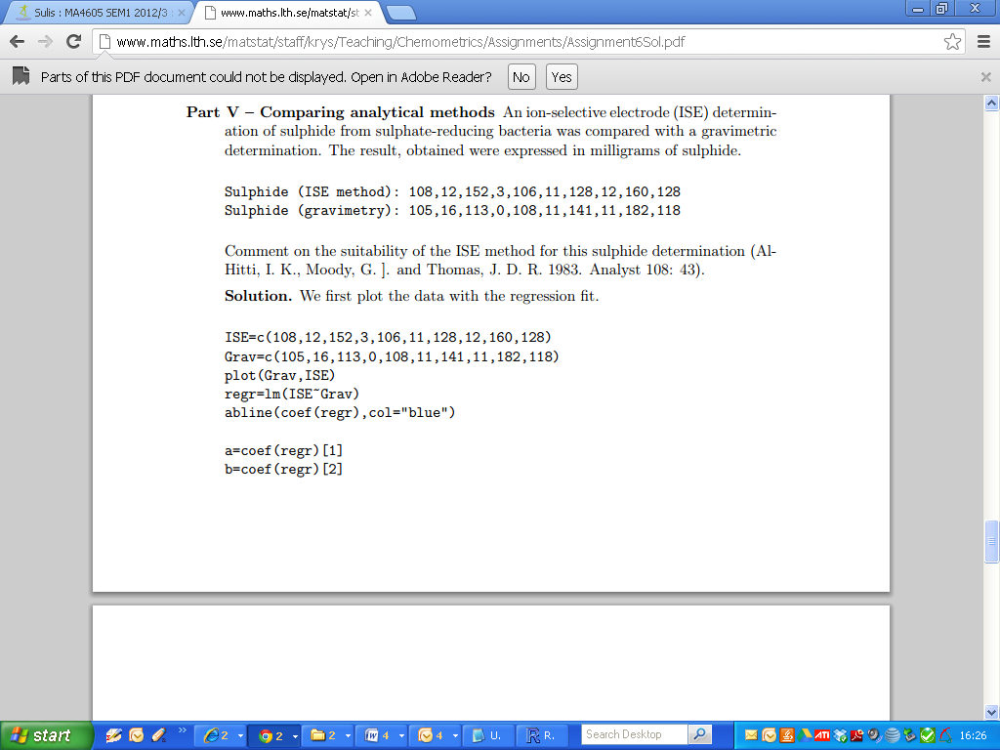 Sulis : MA4605 SEM1 2012/3 :
www.maths.lth.se/matstat/st
www.maths.lth.se/matstat/staff/krys/Teaching/Chemometrics/Assignments/Assignment6Sol.pdf
Parts of this PDF document could not be displayed. Open in Adobe Reader? No Yes
Part V – Comparing analytical methods An ion-selective electrode (ISE) determin-
ation of sulphide from sulphate-reducing bacteria was compared with a gravimetric
determination. The result, obtained were expressed in milligrams of sulphide.
Sulphide (ISE method): 108,12,152,3,106,11,128,12,160,128
Sulphide (gravimetry): 105,16,113,0,108,11,141,11,182,118
Comment on the suitability of the ISE method for this sulphide determination (Al-
Hitti, I. K., Moody, G. ]. and Thomas, J. D. R. 1983. Analyst 108: 43).
Solution. We first plot the data with the regression fit.
ISE=c(108,12,152,3,106,11,128,12,160,128)
Grav=c(105,16,113,0,108,11,141,11,182,118)
plot(Grav,ISE)
regr=lm(ISE~Grav)
abline(coef(regr),col="blue")
a=coef(regr)[1]
b=coef(regr)[2]
start 2 2 2 4 4 U. R. Search Desktop ATI 16:26